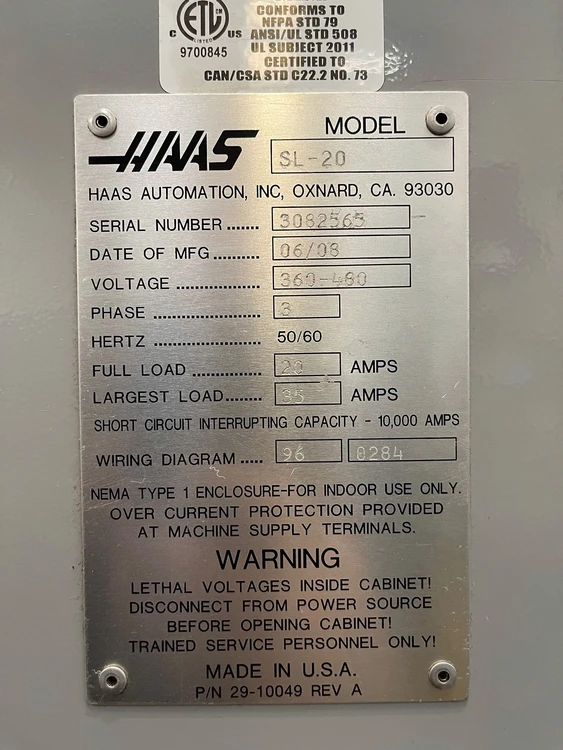 CONFORMS TO
NFPA STD 79
ANSI/UL STD 508
UL SUBJECT 2011
CERTIFIED TO
CAN/CSA STD C22.2 NO. 73
ETL
LISTED
C US
9700845
HAAS
MODEL
SL-20
HAAS AUTOMATION, INC, OXNARD, CA. 93030
SERIAL NUMBER ....... 3082565
DATE OF MFG .......... 06/08
VOLTAGE ................ 360-480
PHASE ..................... 3
HERTZ ..................... 50/60
FULL LOAD .............. 20 AMPS
LARGEST LOAD........ 35 AMPS
SHORT CIRCUIT INTERRUPTING CAPACITY - 10,000 AMPS
WIRING DIAGRAM ..... 96 0284
NEMA TYPE 1 ENCLOSURE-FOR INDOOR USE ONLY.
OVER CURRENT PROTECTION PROVIDED
AT MACHINE SUPPLY TERMINALS.
WARNING
LETHAL VOLTAGES INSIDE CABINET!
DISCONNECT FROM POWER SOURCE
BEFORE OPENING CABINET!
TRAINED SERVICE PERSONNEL ONLY!
MADE IN U.S.A.
P/N 29-10049 REV A